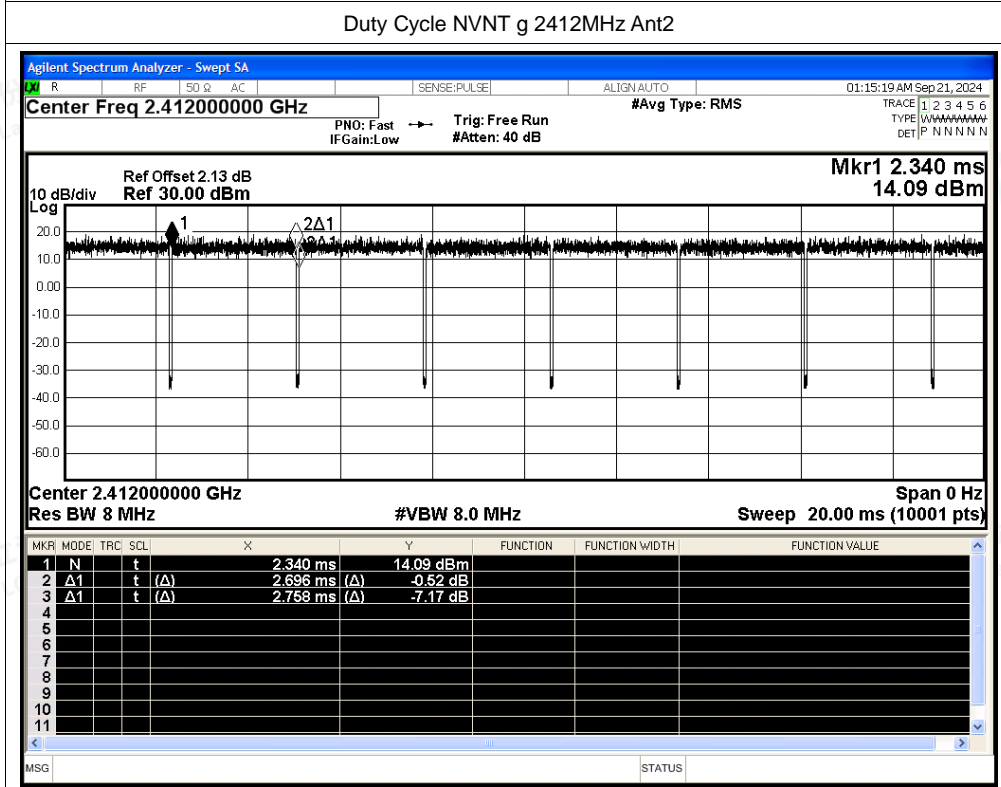 Duty Cycle NVNT g 2412MHz Ant2
Agilent Spectrum Analyzer - Swept SA
LXI R RF 50 Ω AC SENSE:PULSE ALIGN AUTO 01:15:19 AM Sep 21, 2024
Center Freq 2.412000000 GHz #Avg Type: RMS TRACE 1 2 3 4 5 6
PNO: Fast Trig: Free Run TYPE WWWWWW
IFGain:Low #Atten: 40 dB DET P N N N N N
Mkr1 2.340 ms
Ref Offset 2.13 dB
10 dB/div Ref 30.00 dBm 14.09 dBm
Log
1 2Δ1
20.0
10.0
0.00
-10.0
-20.0
-30.0
-40.0
-50.0
-60.0
Center 2.412000000 GHz Span 0 Hz
Res BW 8 MHz #VBW 8.0 MHz Sweep 20.00 ms (10001 pts)
MKR MODE TRC SCL X Y FUNCTION FUNCTION WIDTH FUNCTION VALUE
1 N t 2.340 ms 14.09 dBm
2 Δ1 t (Δ) 2.696 ms (Δ) -0.52 dB
3 Δ1 t (Δ) 2.758 ms (Δ) -7.17 dB
4
5
6
7
8
9
10
11
MSG STATUS